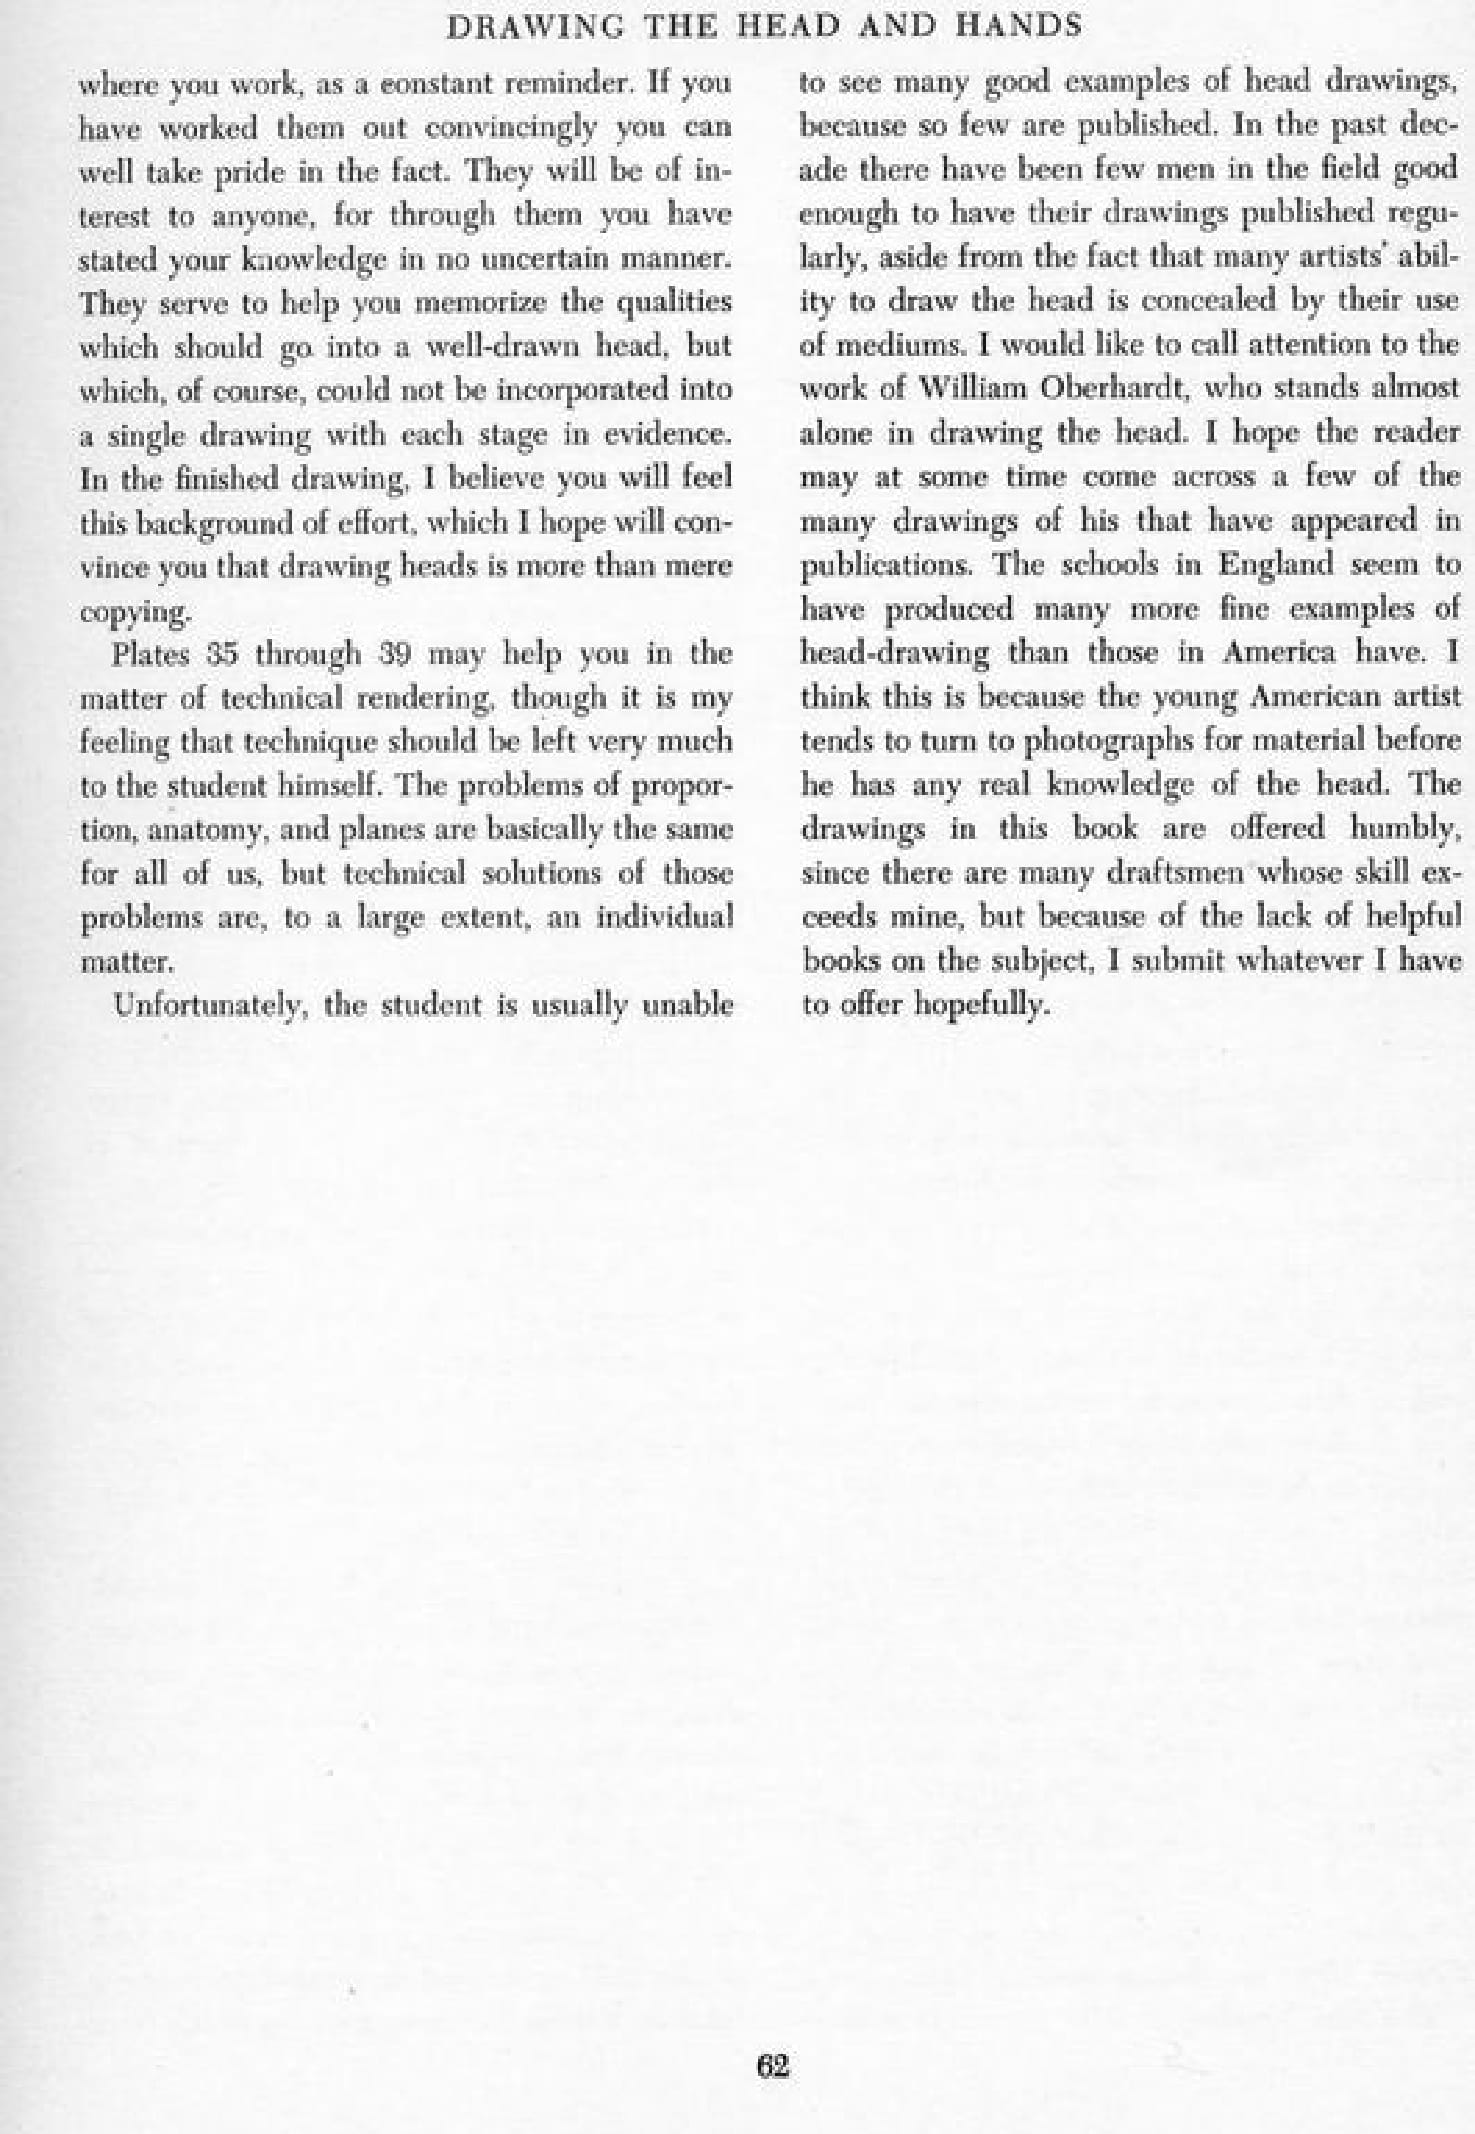 DRAWING THE HEAD AND HANDS
where you work, as a constant reminder. If you
have worked them out convincingly you can
well take pride in the fact. They will be of in-
terest to anyone, for through them you have
stated your knowledge in no uncertain manner.
They serve to help you memorize the qualities
which should go into a well-drawn head, but
which, of course, could not be incorporated into
a single drawing with each stage in evidence.
In the finished drawing, I believe you will feel
this background of effort, which I hope will con-
vince you that drawing heads is more than mere
copying.
Plates 35 through 39 may help you in the
matter of technical rendering, though it is my
feeling that technique should be left very much
to the student himself. The problems of propor-
tion, anatomy, and planes are basically the same
for all of us, but technical solutions of those
problems are, to a large extent, an individual
matter.
Unfortunately, the student is usually unable
to see many good examples of head drawings,
because so few are published. In the past dec-
ade there have been few men in the field good
enough to have their drawings published regu-
larly, aside from the fact that many artists' abil-
ity to draw the head is concealed by their use
of mediums. I would like to call attention to the
work of William Oberhardt, who stands almost
alone in drawing the head. I hope the reader
may at some time come across a few of the
many drawings of his that have appeared in
publications. The schools in England seem to
have produced many more fine examples of
head-drawing than those in America have. I
think this is because the young American artist
tends to turn to photographs for material before
he has any real knowledge of the head. The
drawings in this book are offered humbly,
since there are many draftsmen whose skill ex-
ceeds mine, but because of the lack of helpful
books on the subject, I submit whatever I have
to offer hopefully.
62